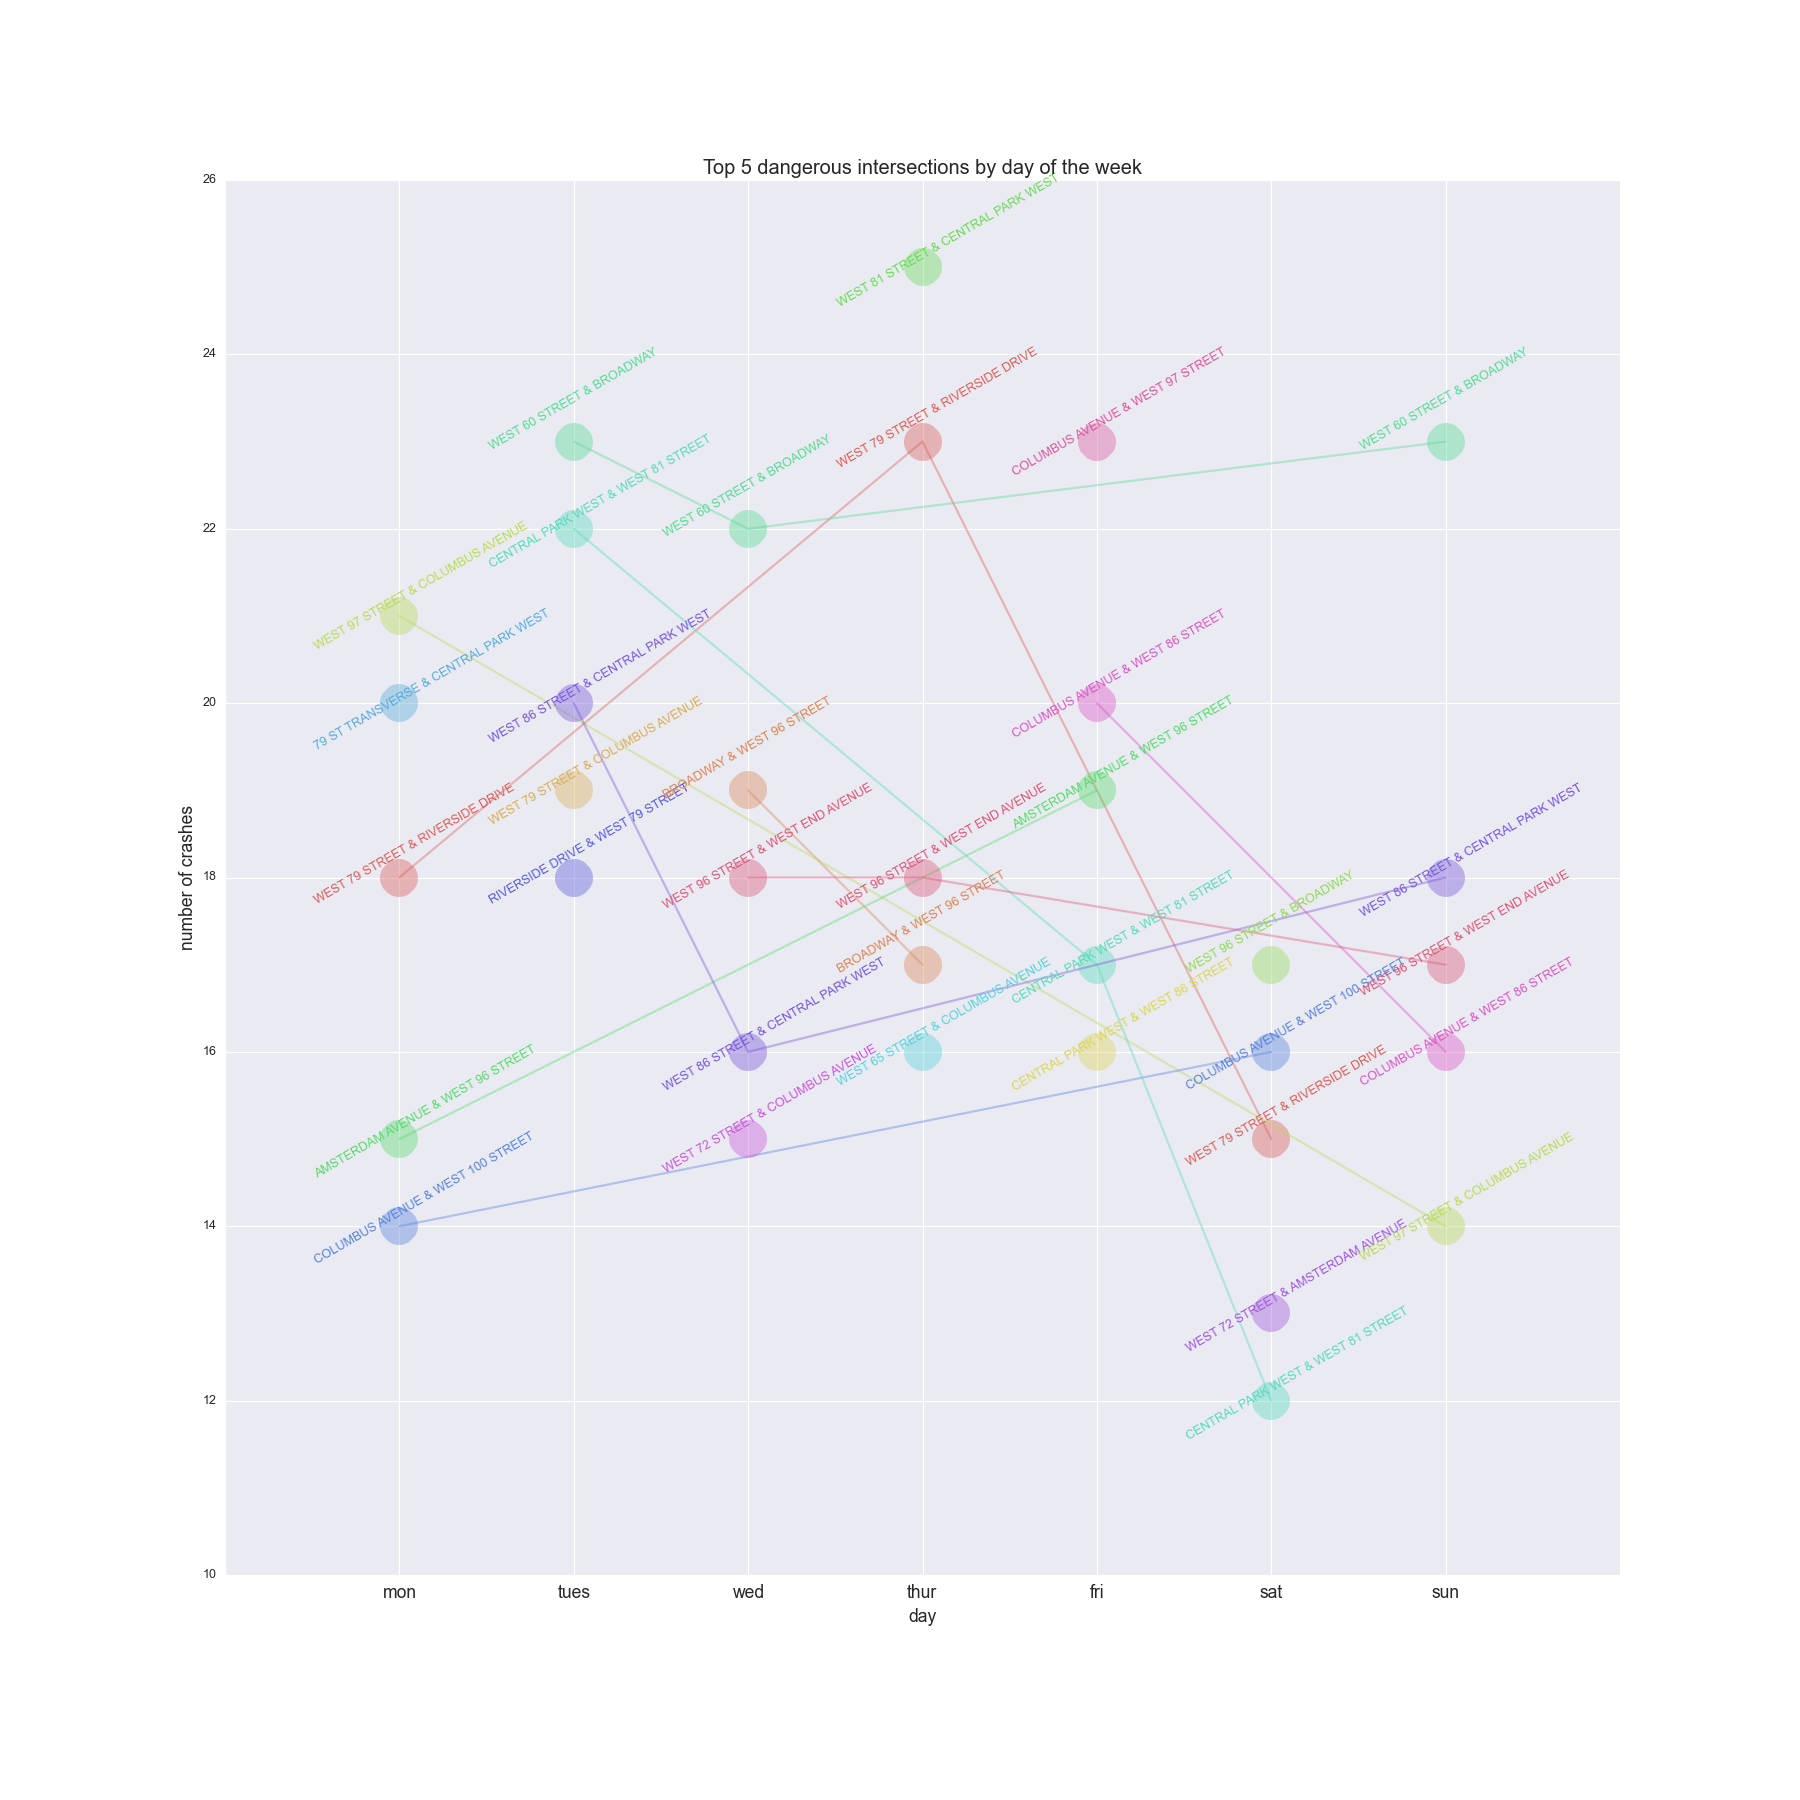 Top 5 dangerous intersections by day of the week
26
WEST 81 STREET & CENTRAL PARK WEST
24
WEST 60 STREET & BROADWAY
WEST 79 STREET & RIVERSIDE DRIVE
COLUMBUS AVENUE & WEST 97 STREET
WEST 60 STREET & BROADWAY
CENTRAL PARK WEST & WEST 81 STREET
WEST 60 STREET & BROADWAY
22
WEST 97 STREET & COLUMBUS AVENUE
79 ST TRANSVERSE & CENTRAL PARK WEST
WEST 86 STREET & CENTRAL PARK WEST
COLUMBUS AVENUE & WEST 86 STREET
20
WEST 79 STREET & COLUMBUS AVENUE
BROADWAY & WEST 96 STREET
AMSTERDAM AVENUE & WEST 96 STREET
WEST 79 STREET & RIVERSIDE DRIVE
RIVERSIDE DRIVE & WEST 79 STREET
WEST 96 STREET & WEST END AVENUE
WEST 96 STREET & WEST END AVENUE
WEST 86 STREET & CENTRAL PARK WEST
number of crashes
18
BROADWAY & WEST 96 STREET
CENTRAL PARK WEST & WEST 81 STREET
WEST 96 STREET & BROADWAY
WEST 96 STREET & WEST END AVENUE
WEST 86 STREET & CENTRAL PARK WEST
WEST 65 STREET & COLUMBUS AVENUE
CENTRAL PARK WEST & WEST 86 STREET
COLUMBUS AVENUE & WEST 100 STREET
COLUMBUS AVENUE & WEST 86 STREET
16
AMSTERDAM AVENUE & WEST 96 STREET
WEST 72 STREET & COLUMBUS AVENUE
WEST 79 STREET & RIVERSIDE DRIVE
COLUMBUS AVENUE & WEST 100 STREET
WEST 97 STREET & COLUMBUS AVENUE
14
WEST 72 STREET & AMSTERDAM AVENUE
CENTRAL PARK WEST & WEST 81 STREET
12
10
mon tues wed thur fri sat sun
day